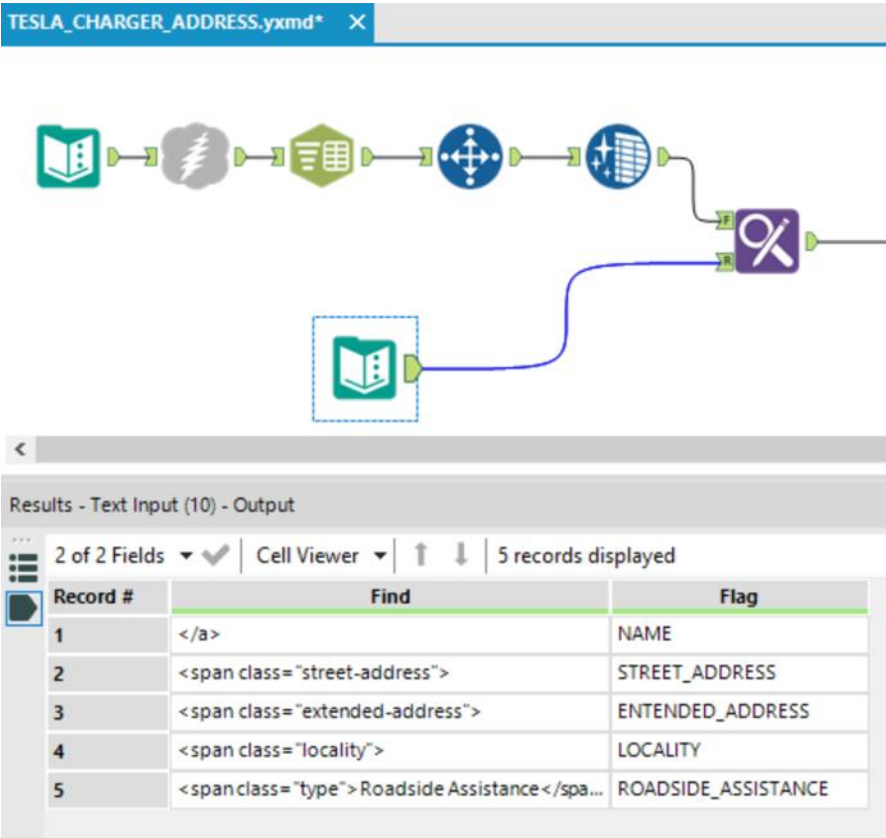 TESLA_CHARGER_ADDRESS.yxmd* ×
F
R
Results - Text Input (10) - Output
2 of 2 Fields Cell Viewer 5 records displayed
Record # Find Flag
1 </a> NAME
2 <span class="street-address"> STREET_ADDRESS
3 <span class="extended-address"> ENTENDED_ADDRESS
4 <span class="locality"> LOCALITY
5 <span class="type">Roadside Assistance</spa... ROADSIDE_ASSISTANCE